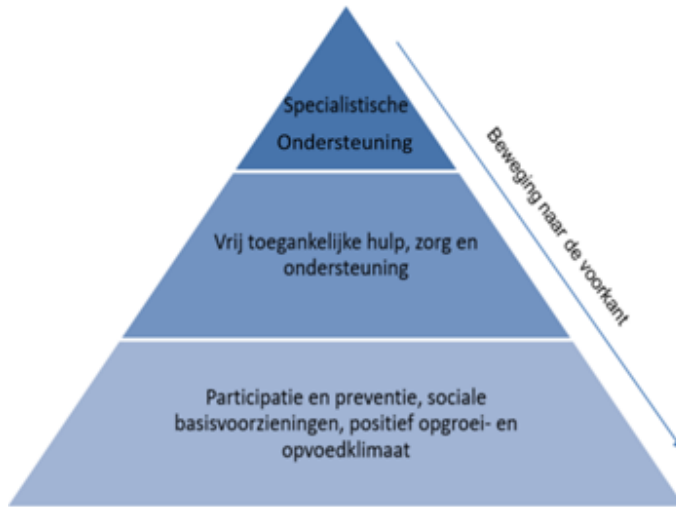 Specialistische
Ondersteuning
Beweging naar de voorkant
Vrij toegankelijke hulp, zorg en
ondersteuning
Participatie en preventie, sociale
basisvoorzieningen, positief opgroei- en
opvoedklimaat